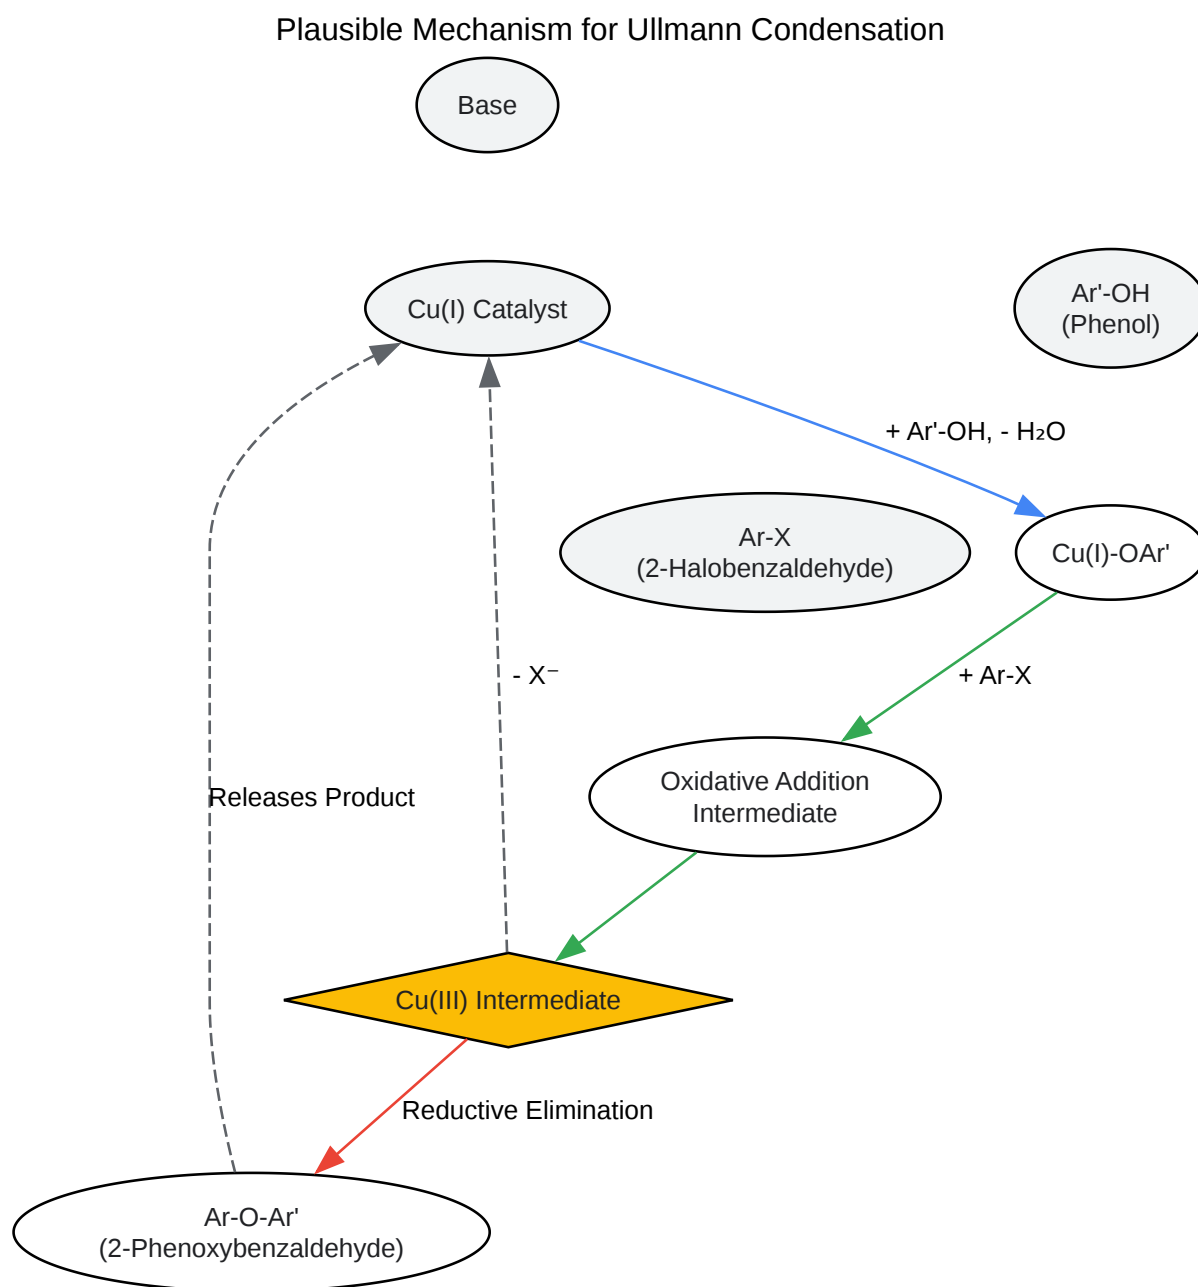 Plausible Mechanism for Ullmann Condensation
Base
Cu(I) Catalyst
Ar'-OH
(Phenol)
+ Ar'-OH, - H₂O
Ar-X
(2-Halobenzaldehyde)
Cu(I)-OAr'
- X⁻
+ Ar-X
Oxidative Addition
Intermediate
Releases Product
Cu(III) Intermediate
Reductive Elimination
Ar-O-Ar'
(2-Phenoxybenzaldehyde)